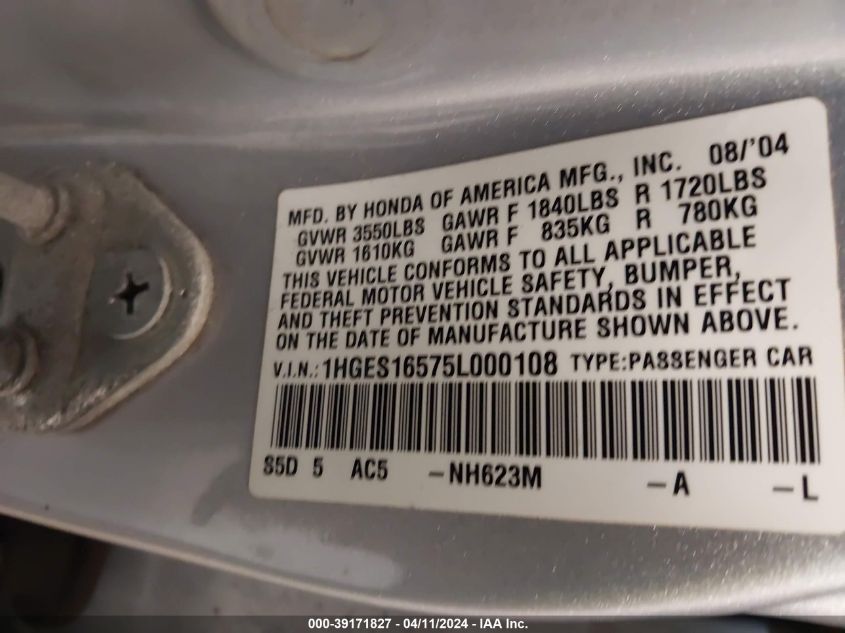 MFD. BY HONDA OF AMERICA MFG., INC. 08/'04
GVWR 3550LBS GAWR F 1840LBS R 1720LBS
GVWR 1610KG GAWR F 835KG R 780KG
THIS VEHICLE CONFORMS TO ALL APPLICABLE
FEDERAL MOTOR VEHICLE SAFETY, BUMPER,
AND THEFT PREVENTION STANDARDS IN EFFECT
ON THE DATE OF MANUFACTURE SHOWN ABOVE.
V.I.N.:1HGES16575L000108 TYPE:PASSENGER CAR
S5D 5 AC5 -NH623M -A -L
000-39171827 - 04/11/2024 - IAA Inc.